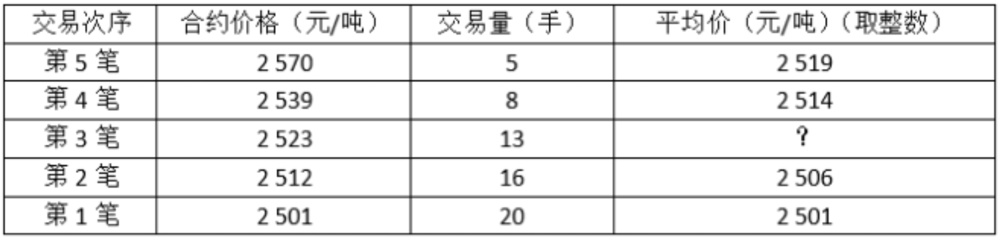 交易次序 合约价格（元/吨） 交易量（手） 平均价（元/吨）（取整数）
第 5 笔 2 570 5 2 519
第 4 笔 2 539 8 2 514
第 3 笔 2 523 13 ?
第 2 笔 2 512 16 2 506
第 1 笔 2 501 20 2 501